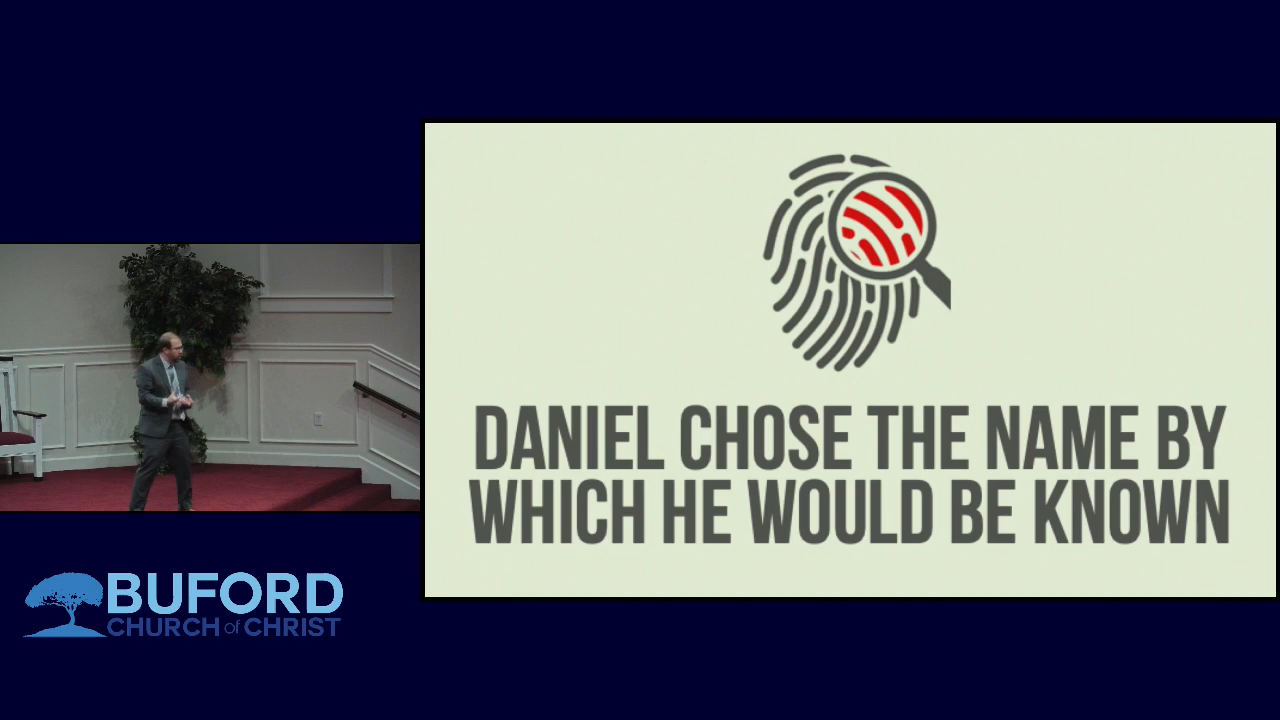 DANIEL CHOSE THE NAME BY
WHICH HE WOULD BE KNOWN
BUFORD
CHURCH of CHRIST